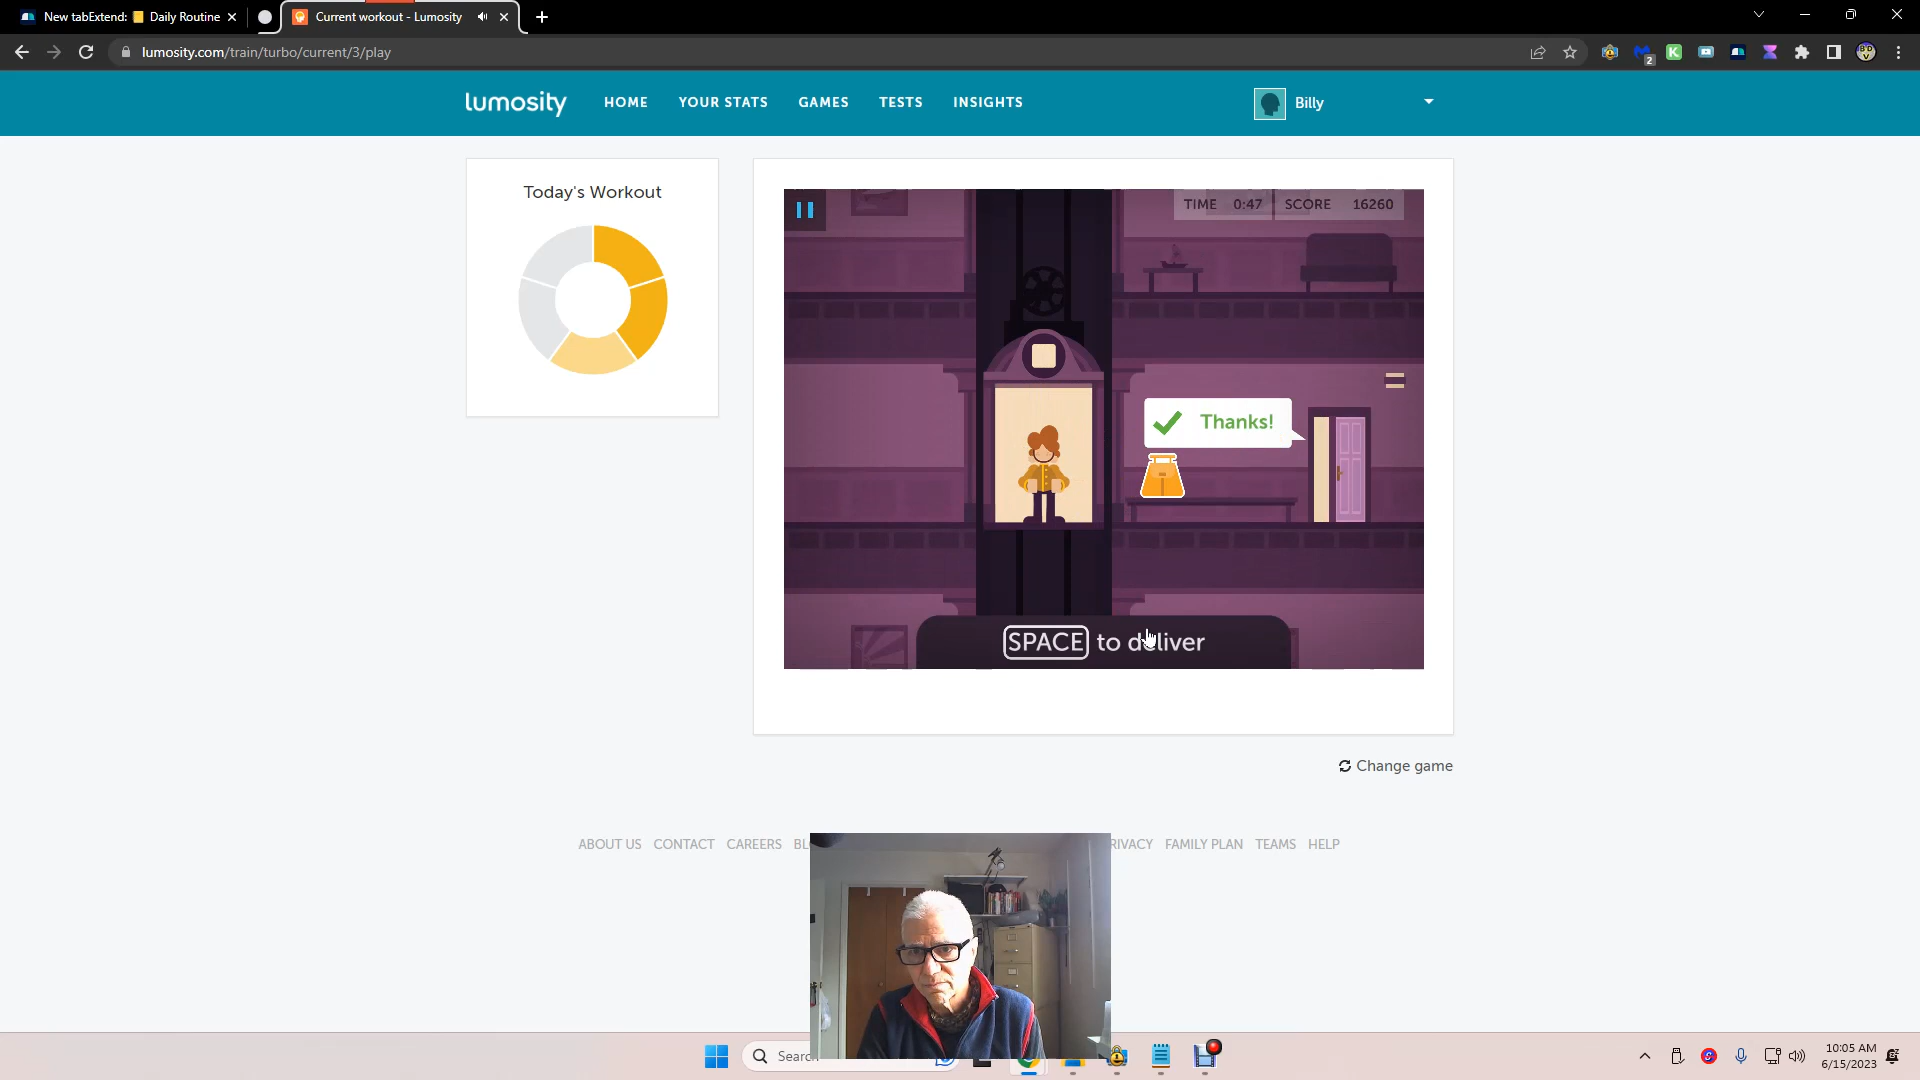 New tabExtend: Daily Routine
Current workout - Lumosity
lumosity.com/train/turbo/current/3/play
2
lumosity
HOME
YOUR STATS
GAMES
TESTS
INSIGHTS
Billy
Today's Workout
TIME 0:47 SCORE 16260
Thanks!
SPACE to deliver
Change game
ABOUT US CONTACT CAREERS FAMILY PLAN TEAMS HELP
10:05 AM
6/15/2023